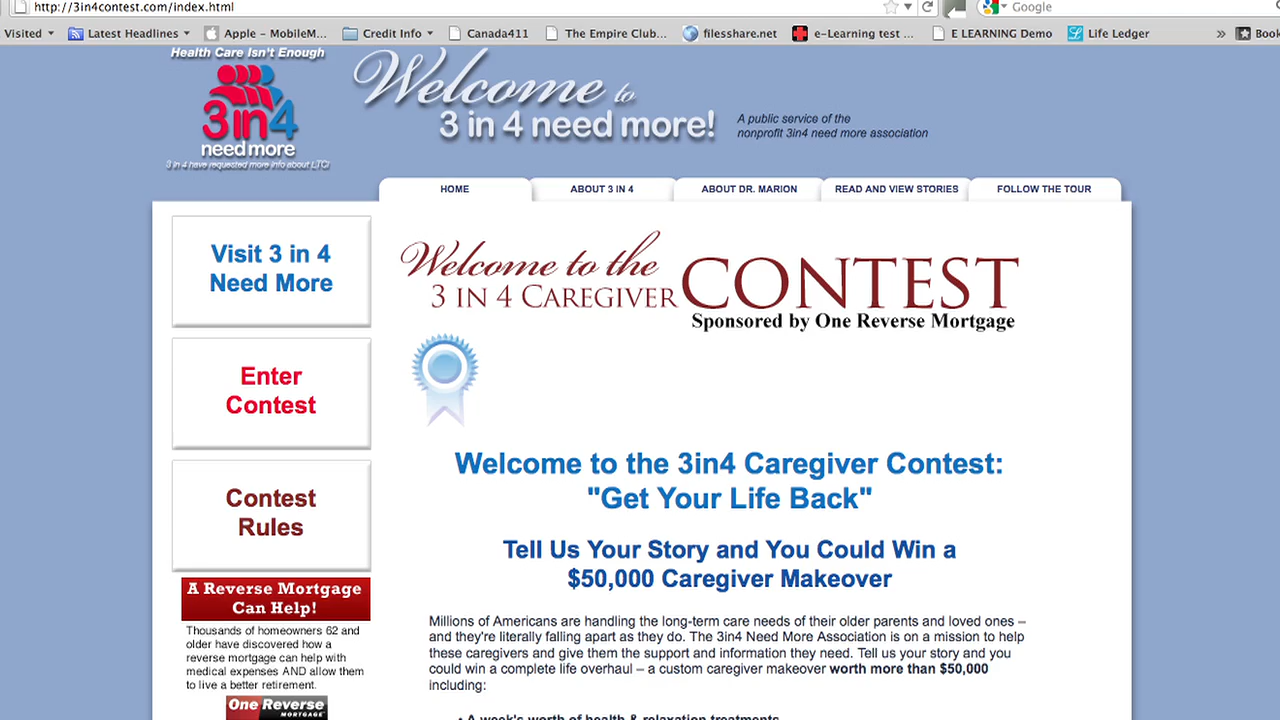 http://3in4contest.com/index.html
Google
Visited
Latest Headlines
Apple - MobileM...
Credit Info
Canada411
The Empire Club...
filesshare.net
e-Learning test ...
E LEARNING Demo
Life Ledger
»
Book
Health Care Isn't Enough
3in4
need more
3 in 4 have requested more info about LTC!
Welcome to
3 in 4 need more!
A public service of the
nonprofit 3in4 need more association
HOME
ABOUT 3 IN 4
ABOUT DR. MARION
READ AND VIEW STORIES
FOLLOW THE TOUR
Visit 3 in 4
Need More
Enter
Contest
Contest
Rules
A Reverse Mortgage
Can Help!
Thousands of homeowners 62 and
older have discovered how a
reverse mortgage can help with
medical expenses AND allow them
to live a better retirement.
One Reverse
MORTGAGE
Welcome to the
3 IN 4 CAREGIVER CONTEST
Sponsored by One Reverse Mortgage
Welcome to the 3in4 Caregiver Contest:
"Get Your Life Back"
Tell Us Your Story and You Could Win a
$50,000 Caregiver Makeover
Millions of Americans are handling the long-term care needs of their older parents and loved ones –
and they're literally falling apart as they do. The 3in4 Need More Association is on a mission to help
these caregivers and give them the support and information they need. Tell us your story and you
could win a complete life overhaul – a custom caregiver makeover worth more than $50,000
including:
• A week's worth of health & relaxation treatments